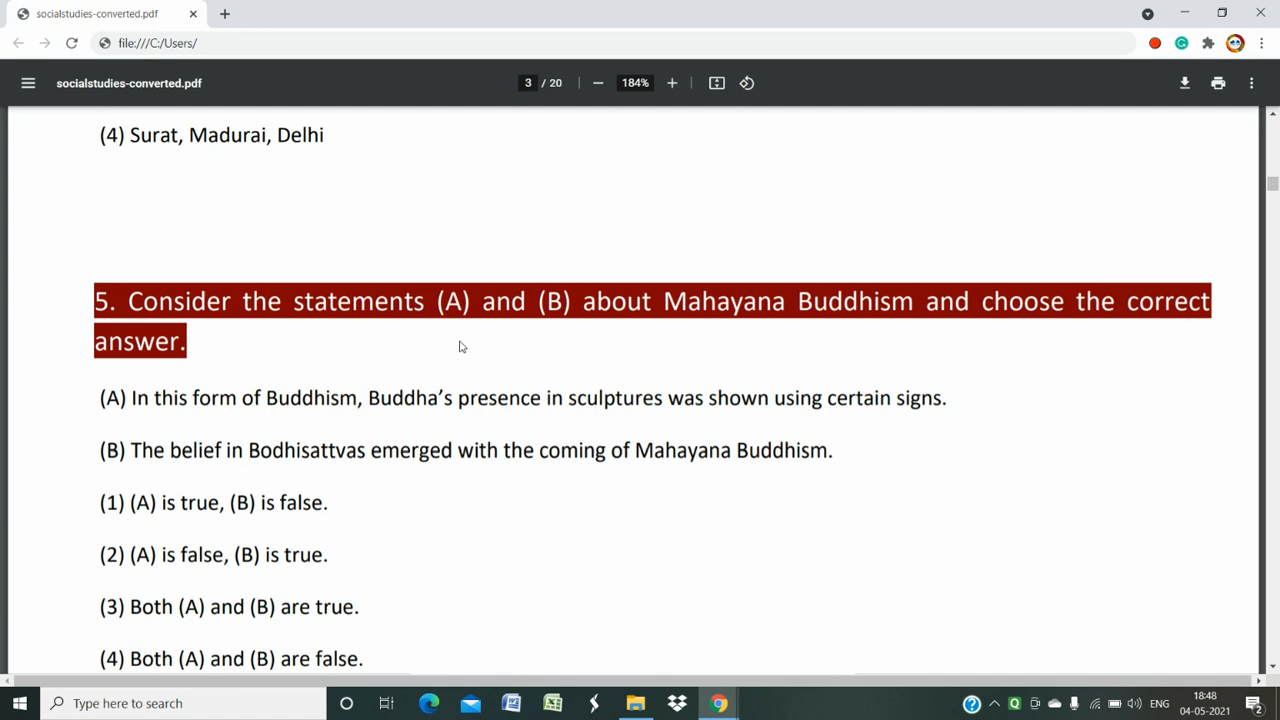 socialstudies-converted.pdf
file:///C:/Users/
socialstudies-converted.pdf
3 / 20
184%
(4) Surat, Madurai, Delhi
5. Consider the statements (A) and (B) about Mahayana Buddhism and choose the correct
answer.
(A) In this form of Buddhism, Buddha’s presence in sculptures was shown using certain signs.
(B) The belief in Bodhisattvas emerged with the coming of Mahayana Buddhism.
(1) (A) is true, (B) is false.
(2) (A) is false, (B) is true.
(3) Both (A) and (B) are true.
(4) Both (A) and (B) are false.
Type here to search
ENG
18:48
04-05-2021
2